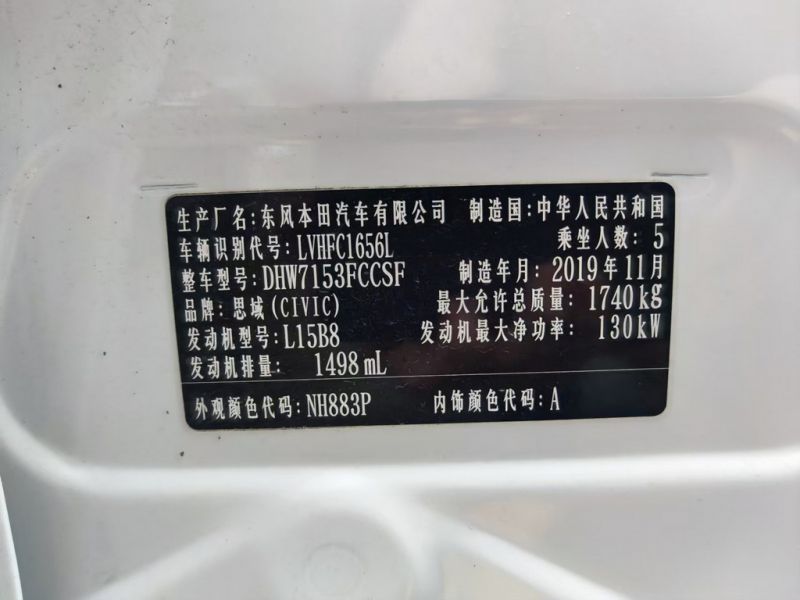 生产厂名:东风本田汽车有限公司 制造国:中华人民共和国
车辆识别代号:LVHFC1656L 乘坐人数:5
整车型号:DHW7153FCCSF 制造年月:2019年11月
品牌:思域(CIVIC) 最大允许总质量:1740kg
发动机型号:L15B8 发动机最大净功率:130kW
发动机排量: 1498mL
外观颜色代码:NH883P 内饰颜色代码:A